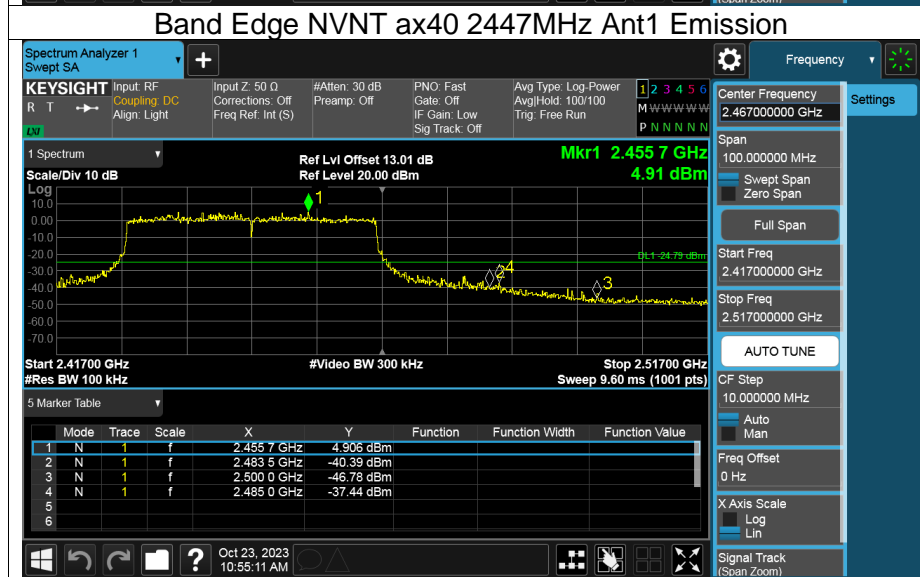 (Span Zoom)
Band Edge NVNT ax40 2447MHz Ant1 Emission
Spectrum Analyzer 1
Swept SA
+
Frequency
Settings
KEYSIGHT
R T
LXI
Input: RF
Coupling: DC
Align: Light
Input Z: 50 Ω
Corrections: Off
Freq Ref: Int (S)
#Atten: 30 dB
Preamp: Off
PNO: Fast
Gate: Off
IF Gain: Low
Sig Track: Off
Avg Type: Log-Power
Avg|Hold: 100/100
Trig: Free Run
1 2 3 4 5 6
M W W W W W
P N N N N N
1 Spectrum
Scale/Div 10 dB
Ref Lvl Offset 13.01 dB
Ref Level 20.00 dBm
Mkr1 2.455 7 GHz
4.91 dBm
Log
10.0
0.00
-10.0
-20.0
-30.0
-40.0
-50.0
-60.0
-70.0
1
2
4
3
DL1 -24.79 dBm
Start 2.41700 GHz
#Res BW 100 kHz
#Video BW 300 kHz
Stop 2.51700 GHz
Sweep 9.60 ms (1001 pts)
5 Marker Table
Mode Trace Scale X Y Function Function Width Function Value
1 N 1 f 2.455 7 GHz 4.906 dBm
2 N 1 f 2.483 5 GHz -40.39 dBm
3 N 1 f 2.500 0 GHz -46.78 dBm
4 N 1 f 2.485 0 GHz -37.44 dBm
5
6
?
Oct 23, 2023
10:55:11 AM
Center Frequency
2.467000000 GHz
Span
100.000000 MHz
Swept Span
Zero Span
Full Span
Start Freq
2.417000000 GHz
Stop Freq
2.517000000 GHz
AUTO TUNE
CF Step
10.000000 MHz
Auto
Man
Freq Offset
0 Hz
X Axis Scale
Log
Lin
Signal Track
(Span Zoom)